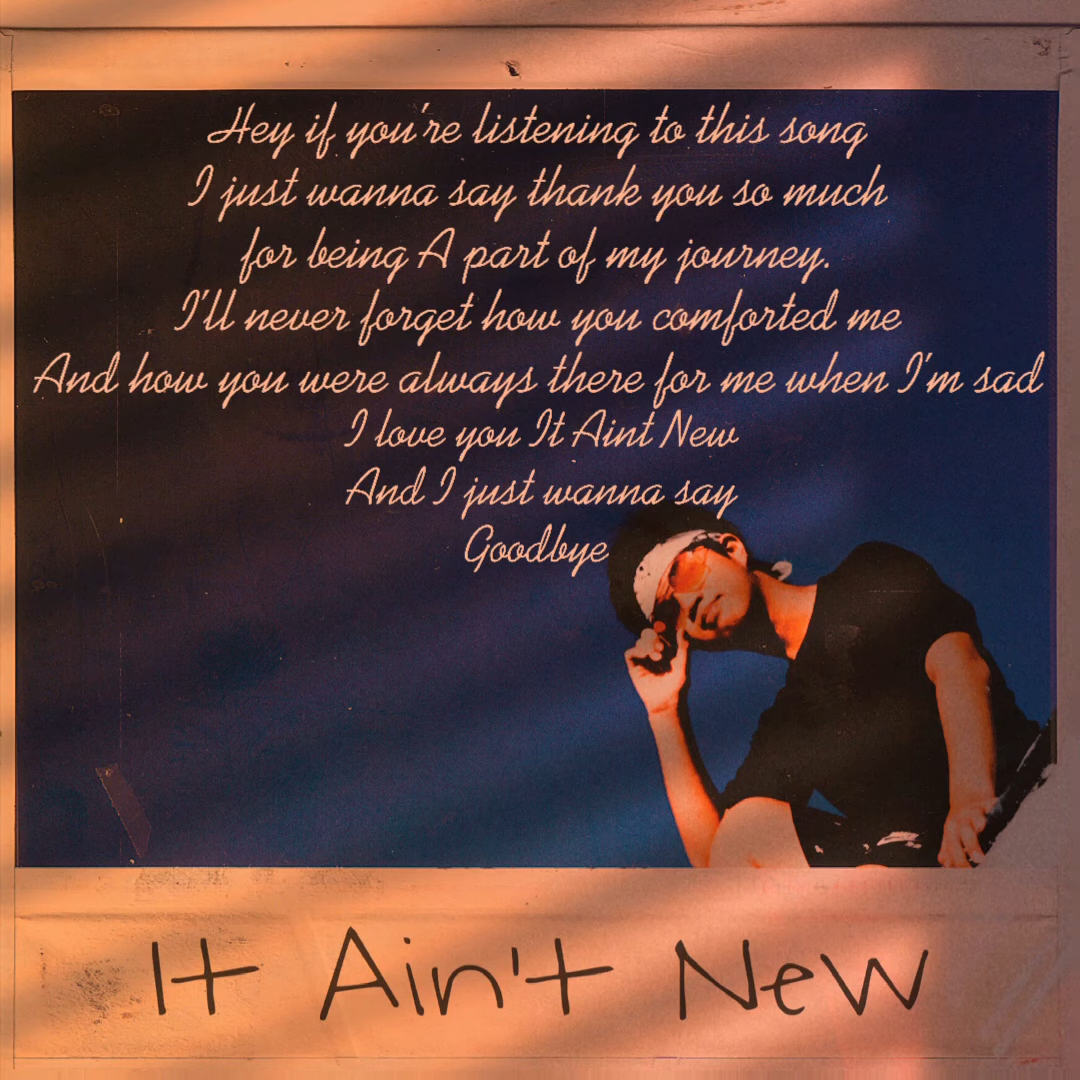 Hey if you're listening to this song
I just wanna say thank you so much
for being A part of my journey.
I'll never forget how you comforted me
And how you were always there for me when I'm sad
I love you It Aint New
And I just wanna say
Goodbye
It Ain't New